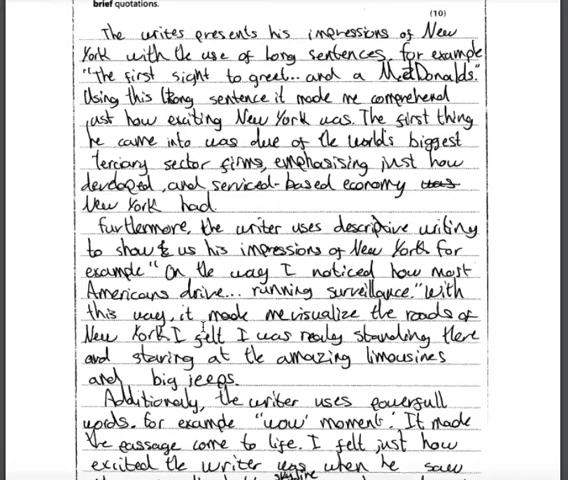 brief quotations.
(10)
The writes presents his impressions of New
York with the use of long sentences, for example
"The first sight to greet... and a McDonalds."
Using this long sentence it made me comprehend
just how exciting New York was. The first thing
he came into was one of the world's biggest
terciary sector firms, emphasising just how
developed, and serviced-based economy was
New York had.
Furthermore, the writer uses descriptive writing
to show us his impressions of New York for
example "On the way I noticed how most
Americans drive... running surveillance." With
this way, it made me visualize the roads of
New York. I felt I was really standing there
and staring at the amazing limousines
and big jeeps.
Additionaly, the writer uses powerfull
words. for example "wow' moment'. It made
the passage come to life. I felt just how
excited the writer was when he saw
skyline